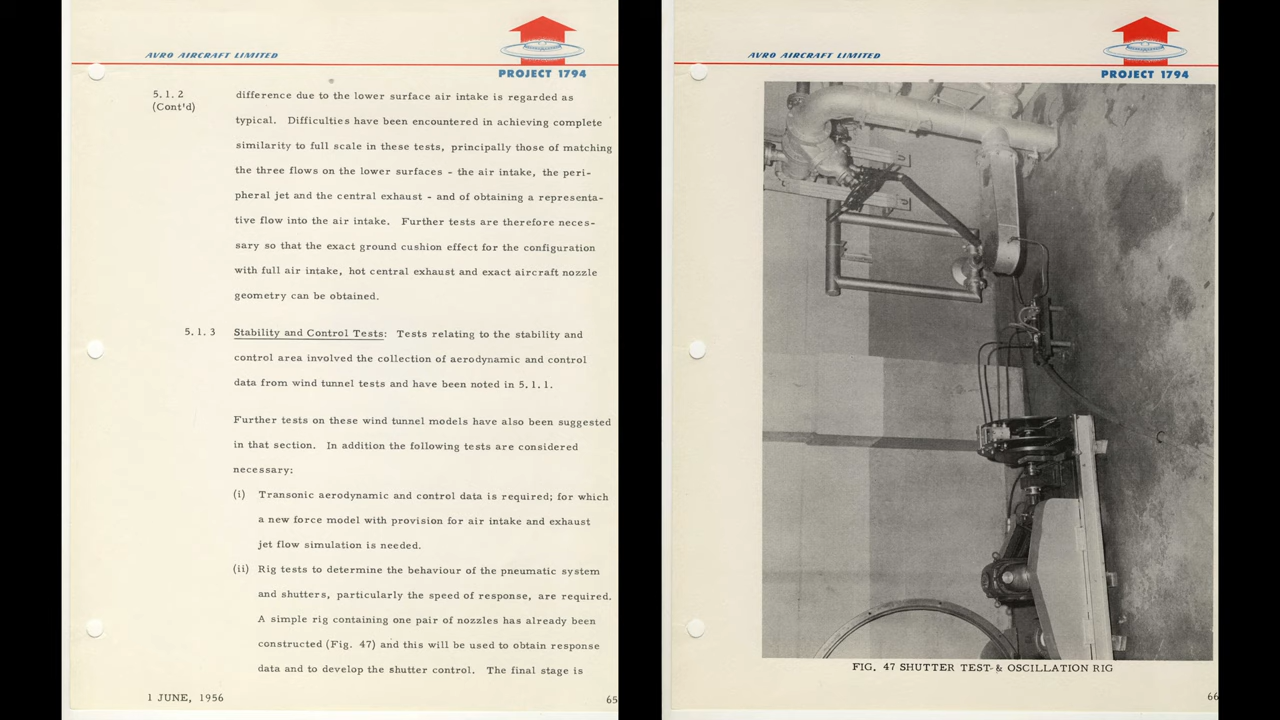 AVRO AIRCRAFT LIMITED
PROJECT 1794
5.1.2
(Cont'd)
difference due to the lower surface air intake is regarded as
typical. Difficulties have been encountered in achieving complete
similarity to full scale in these tests, principally those of matching
the three flows on the lower surfaces - the air intake, the peri-
pheral jet and the central exhaust - and of obtaining a representa-
tive flow into the air intake. Further tests are therefore neces-
sary so that the exact ground cushion effect for the configuration
with full air intake, hot central exhaust and exact aircraft nozzle
geometry can be obtained.
5.1.3 Stability and Control Tests: Tests relating to the stability and
control area involved the collection of aerodynamic and control
data from wind tunnel tests and have been noted in 5.1.1.
Further tests on these wind tunnel models have also been suggested
in that section. In addition the following tests are considered
necessary:
(i) Transonic aerodynamic and control data is required; for which
a new force model with provision for air intake and exhaust
jet flow simulation is needed.
(ii) Rig tests to determine the behaviour of the pneumatic system
and shutters, particularly the speed of response, are required.
A simple rig containing one pair of nozzles has already been
constructed (Fig. 47) and this will be used to obtain response
data and to develop the shutter control. The final stage is
1 JUNE, 1956
65
AVRO AIRCRAFT LIMITED
PROJECT 1794
FIG. 47 SHUTTER TEST & OSCILLATION RIG
66